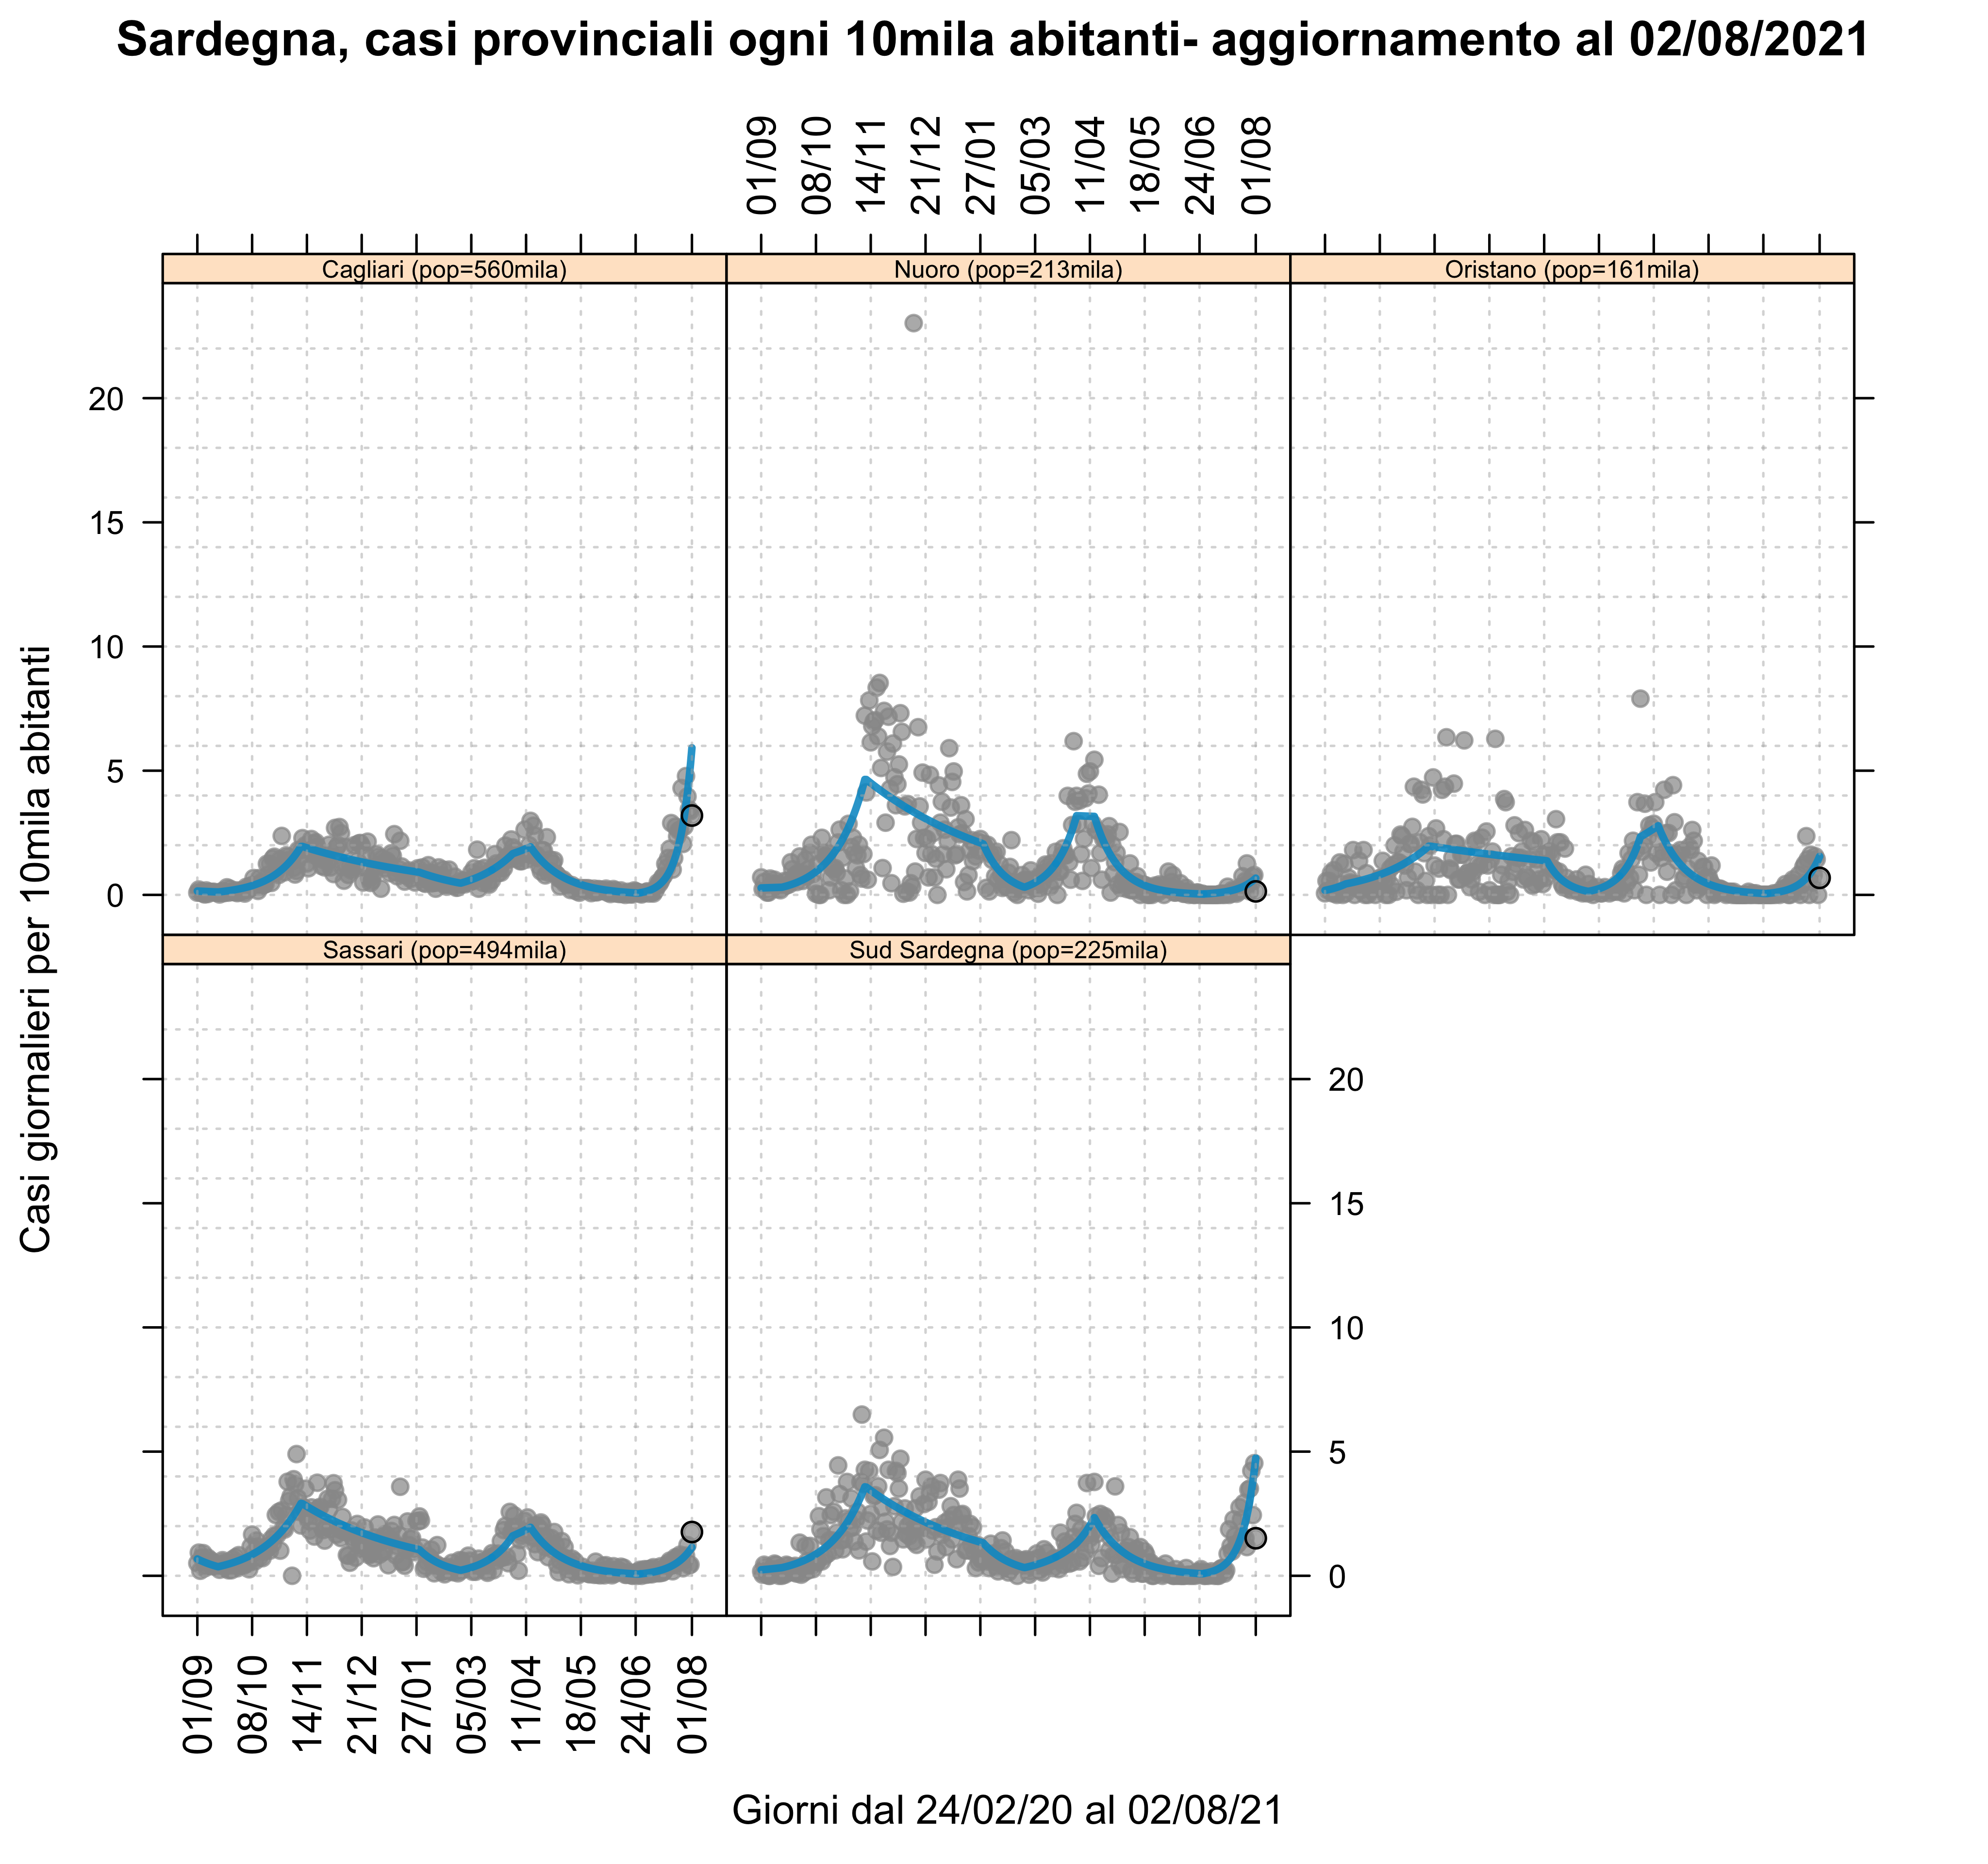 Sardegna, casi provinciali ogni 10mila abitanti- aggiornamento al 02/08/2021
01/09 08/10 14/11 21/12 27/01 05/03 11/04 18/05 24/06 01/08
Cagliari (pop=560mila)
Nuoro (pop=213mila)
Oristano (pop=161mila)
20
15
10
5
0
Casi giornalieri per 10mila abitanti
Sassari (pop=494mila)
Sud Sardegna (pop=225mila)
20
15
10
5
0
01/09 08/10 14/11 21/12 27/01 05/03 11/04 18/05 24/06 01/08
Giorni dal 24/02/20 al 02/08/21